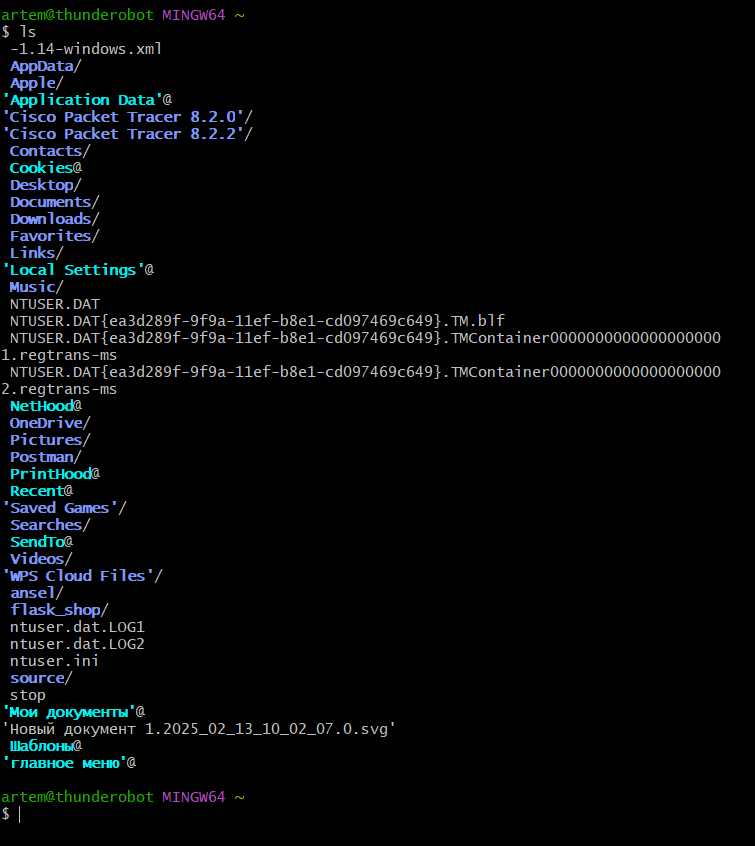 artem@thunderobot MINGW64 ~
$ ls
-1.14-windows.xml
AppData/
Apple/
'Application Data'@
'Cisco Packet Tracer 8.2.0'/
'Cisco Packet Tracer 8.2.2'/
Contacts/
Cookies@
Desktop/
Documents/
Downloads/
Favorites/
Links/
'Local Settings'@
Music/
NTUSER.DAT
NTUSER.DAT{ea3d289f-9f9a-11ef-b8e1-cd097469c649}.TM.blf
NTUSER.DAT{ea3d289f-9f9a-11ef-b8e1-cd097469c649}.TMContainer0000000000000000000
1.regtrans-ms
NTUSER.DAT{ea3d289f-9f9a-11ef-b8e1-cd097469c649}.TMContainer0000000000000000000
2.regtrans-ms
NetHood@
OneDrive/
Pictures/
Postman/
PrintHood@
Recent@
'Saved Games'/
Searches/
SendTo@
Videos/
'WPS Cloud Files'/
ansel/
flask_shop/
ntuser.dat.LOG1
ntuser.dat.LOG2
ntuser.ini
source/
stop
'Мои документы'@
'Новый документ 1.2025_02_13_10_02_07.0.svg'
Шаблоны@
'главное меню'@
artem@thunderobot MINGW64 ~
$